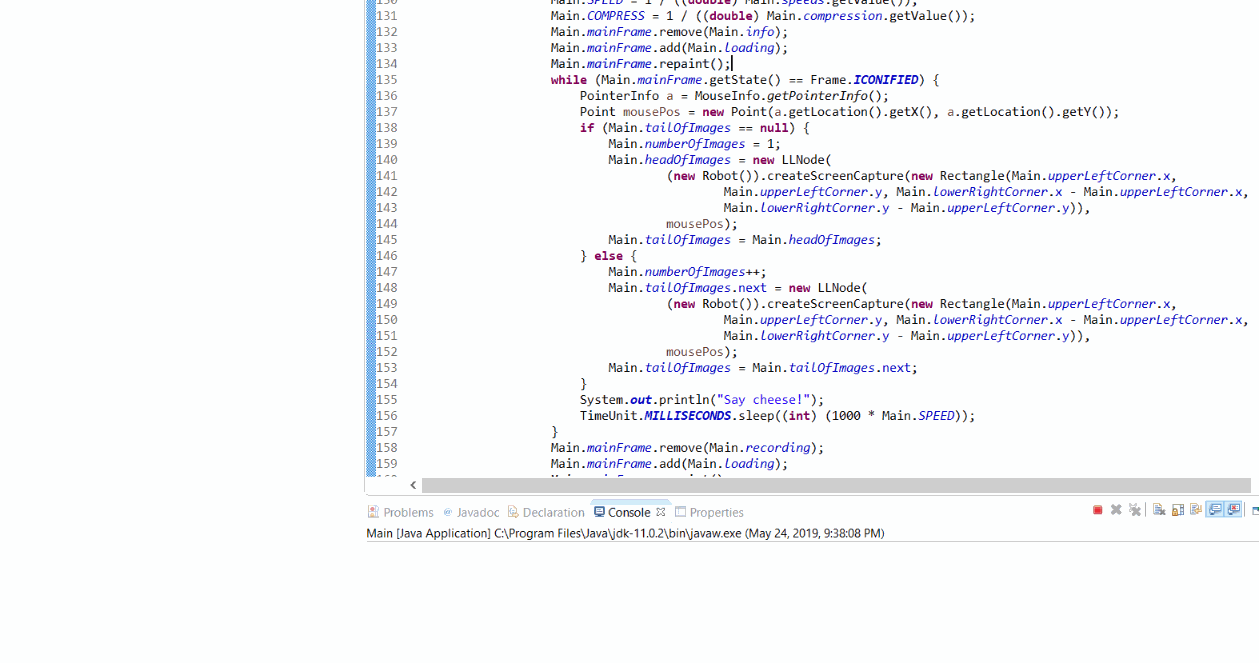 130 Main.SPEED = 1 / ((double) Main.speeds.getValue());
131 Main.COMPRESS = 1 / ((double) Main.compression.getValue());
132 Main.mainFrame.remove(Main.info);
133 Main.mainFrame.add(Main.loading);
134 Main.mainFrame.repaint();
135 while (Main.mainFrame.getState() == Frame.ICONIFIED) {
136 PointerInfo a = MouseInfo.getPointerInfo();
137 Point mousePos = new Point(a.getLocation().getX(), a.getLocation().getY());
138 if (Main.tailOfImages == null) {
139 Main.numberOfImages = 1;
140 Main.headOfImages = new LLNode(
141 (new Robot()).createScreenCapture(new Rectangle(Main.upperLeftCorner.x,
142 Main.upperLeftCorner.y, Main.lowerRightCorner.x - Main.upperLeftCorner.x,
143 Main.lowerRightCorner.y - Main.upperLeftCorner.y)),
144 mousePos);
145 Main.tailOfImages = Main.headOfImages;
146 } else {
147 Main.numberOfImages++;
148 Main.tailOfImages.next = new LLNode(
149 (new Robot()).createScreenCapture(new Rectangle(Main.upperLeftCorner.x,
150 Main.upperLeftCorner.y, Main.lowerRightCorner.x - Main.upperLeftCorner.x,
151 Main.lowerRightCorner.y - Main.upperLeftCorner.y)),
152 mousePos);
153 Main.tailOfImages = Main.tailOfImages.next;
154 }
155 System.out.println("Say cheese!");
156 TimeUnit.MILLISECONDS.sleep((int) (1000 * Main.SPEED));
157 }
158 Main.mainFrame.remove(Main.recording);
159 Main.mainFrame.add(Main.loading);
Problems Javadoc Declaration Console Properties
Main [Java Application] C:\Program Files\Java\jdk-11.0.2\bin\javaw.exe (May 24, 2019, 9:38:08 PM)